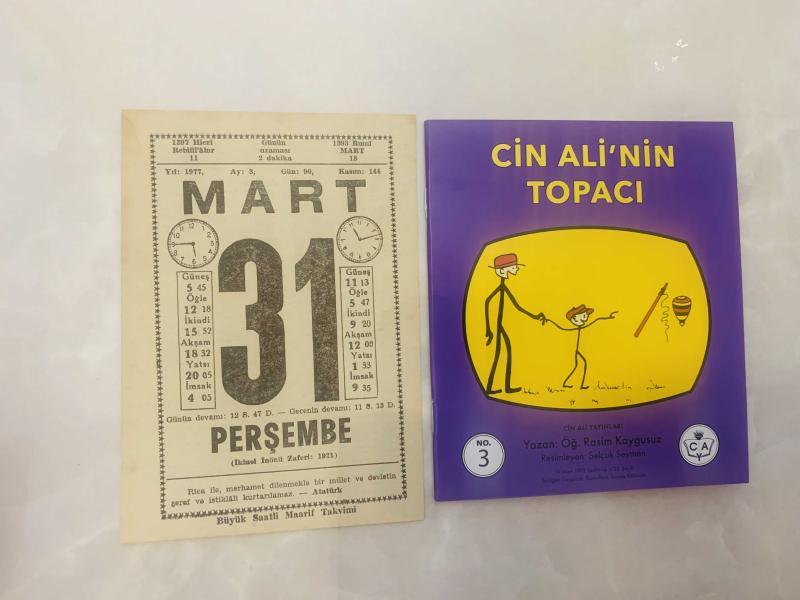 1397 Hicri
Rebiülâhır
11
Günün
uzaması
2 dakika
1393 Rumî
MART
18
Yıl: 1977, Ay: 3, Gün: 90, Kasım: 144
MART
31
Güneş
5 45
Öğle
12 18
İkindi
15 52
Akşam
18 32
Yatsı
20 05
İmsak
4 03
Güneş
11 13
Öğle
5 47
İkindi
9 20
Akşam
12 00
Yatsı
1 33
İmsak
9 35
Günün devamı: 12 S. 47 D. — Gecenin devamı: 11 S. 13 D.
PERŞEMBE
(İkinci İnönü Zaferi: 1921)
Rica ile, merhamet dilenmekle bir millet ve devletin
şeref ve istiklâli kurtarılamaz. — Atatürk
Büyük Saatli Maarif Takvimi
CİN ALİ'NİN
TOPACI
CİN ALİ YAYINLARI
Yazan: Öğ. Rasim Kaygusuz
Resimleyen: Selçuk Seymen
NO.
3
C A
Y